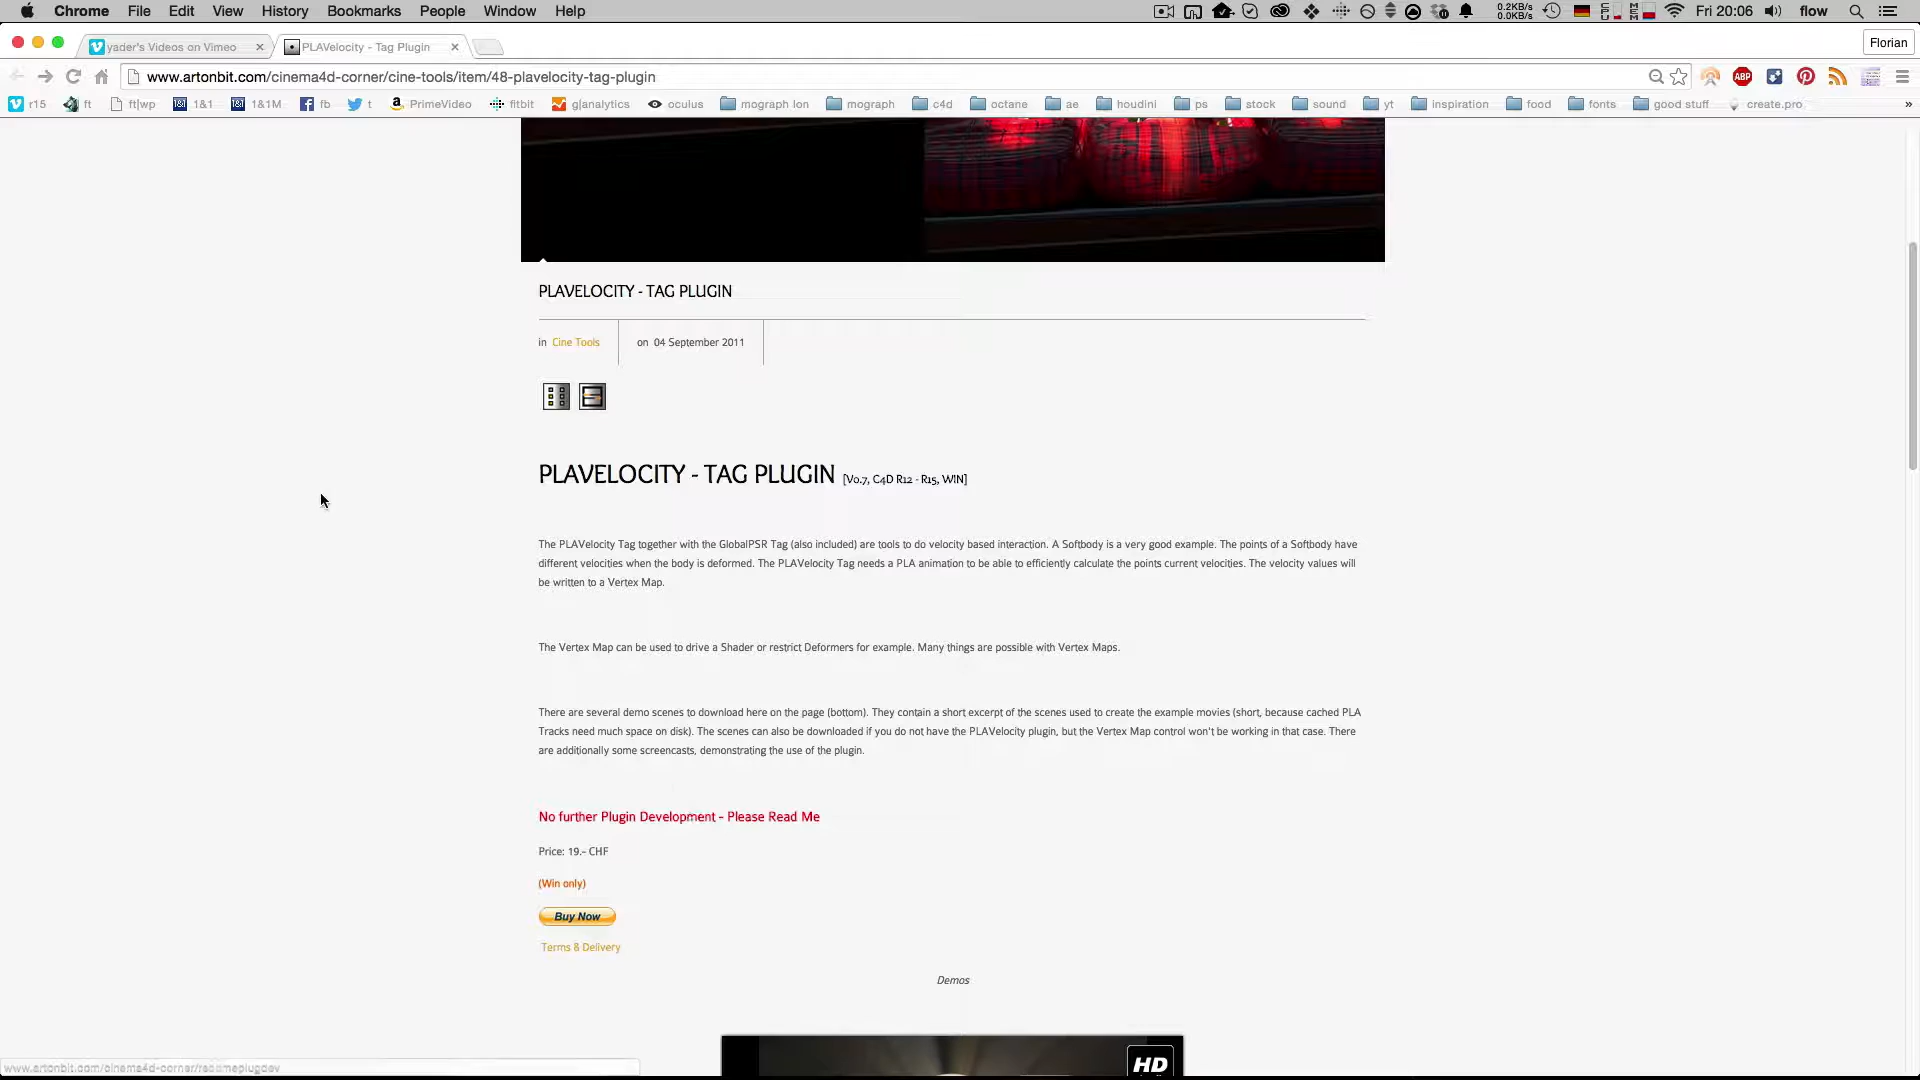 Chrome File Edit View History Bookmarks People Window Help 0.2KB/s 0.0KB/s Fri 20:06 flow
yader's Videos on Vimeo PLAVelocity - Tag Plugin Florian
www.artonbit.com/cinema4d-corner/cine-tools/item/48-plavelocity-tag-plugin ABP
r15 ft ft|wp 1&1 1&1M fb t PrimeVideo fitbit g|analytics oculus mograph lon mograph c4d octane ae houdini ps stock sound yt inspiration food fonts good stuff create.pro »
PLAVELOCITY - TAG PLUGIN
in Cine Tools on 04 September 2011
PLAVELOCITY - TAG PLUGIN [V0.7, C4D R12 - R15, WIN]
The PLAVelocity Tag together with the GlobalPSR Tag (also included) are tools to do velocity based interaction. A Softbody is a very good example. The points of a Softbody have
different velocities when the body is deformed. The PLAVelocity Tag needs a PLA animation to be able to efficiently calculate the points current velocities. The velocity values will
be written to a Vertex Map.
The Vertex Map can be used to drive a Shader or restrict Deformers for example. Many things are possible with Vertex Maps.
There are several demo scenes to download here on the page (bottom). They contain a short excerpt of the scenes used to create the example movies (short, because cached PLA
Tracks need much space on disk). The scenes can also be downloaded if you do not have the PLAVelocity plugin, but the Vertex Map control won't be working in that case. There
are additionally some screencasts, demonstrating the use of the plugin.
No further Plugin Development - Please Read Me
Price: 19.- CHF
(Win only)
Buy Now
Terms & Delivery
Demos
HD
www.artonbit.com/cinema4d-corner/readmeplugdev